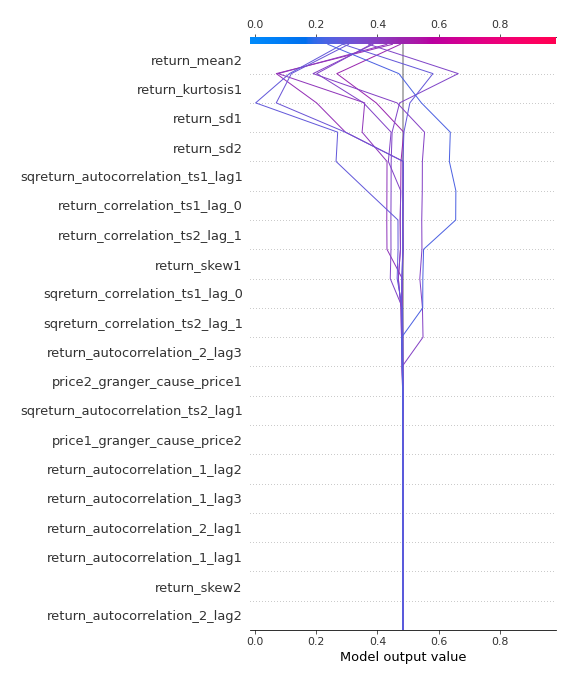 0.0 0.2 0.4 0.6 0.8
return_mean2
return_kurtosis1
return_sd1
return_sd2
sqreturn_autocorrelation_ts1_lag1
return_correlation_ts1_lag_0
return_correlation_ts2_lag_1
return_skew1
sqreturn_correlation_ts1_lag_0
sqreturn_correlation_ts2_lag_1
return_autocorrelation_2_lag3
price2_granger_cause_price1
sqreturn_autocorrelation_ts2_lag1
price1_granger_cause_price2
return_autocorrelation_1_lag2
return_autocorrelation_1_lag3
return_autocorrelation_2_lag1
return_autocorrelation_1_lag1
return_skew2
return_autocorrelation_2_lag2
0.0 0.2 0.4 0.6 0.8
Model output value